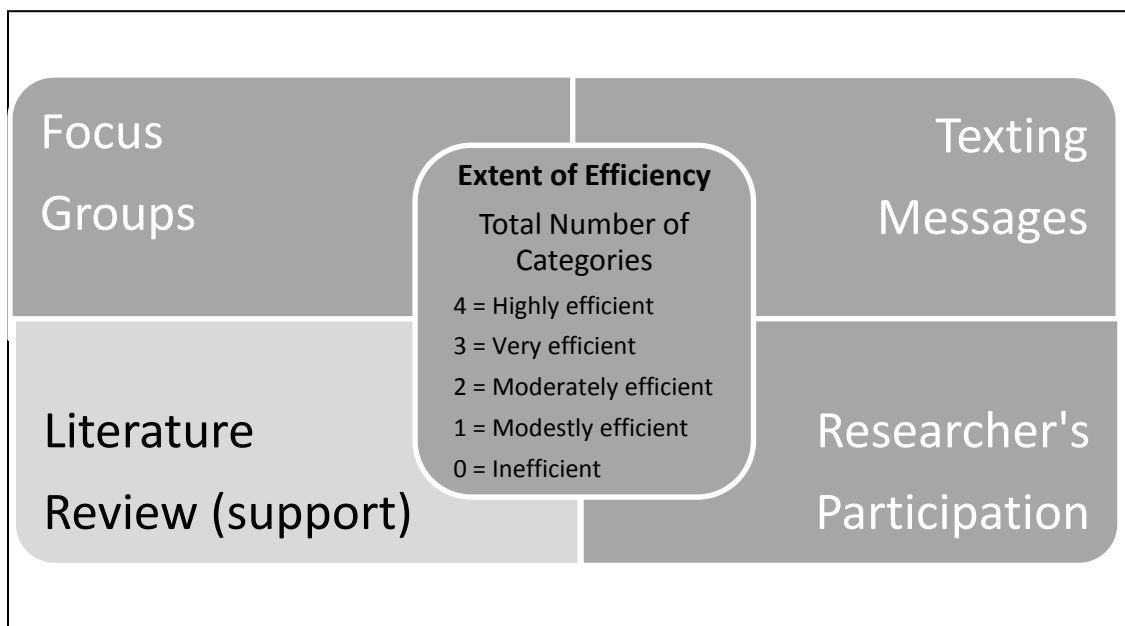 Focus
Groups
Texting
Messages
Extent of Efficiency
Total Number of
Categories
4 = Highly efficient
3 = Very efficient
2 = Moderately efficient
1 = Modestly efficient
0 = Inefficient
Literature
Review (support)
Researcher's
Participation